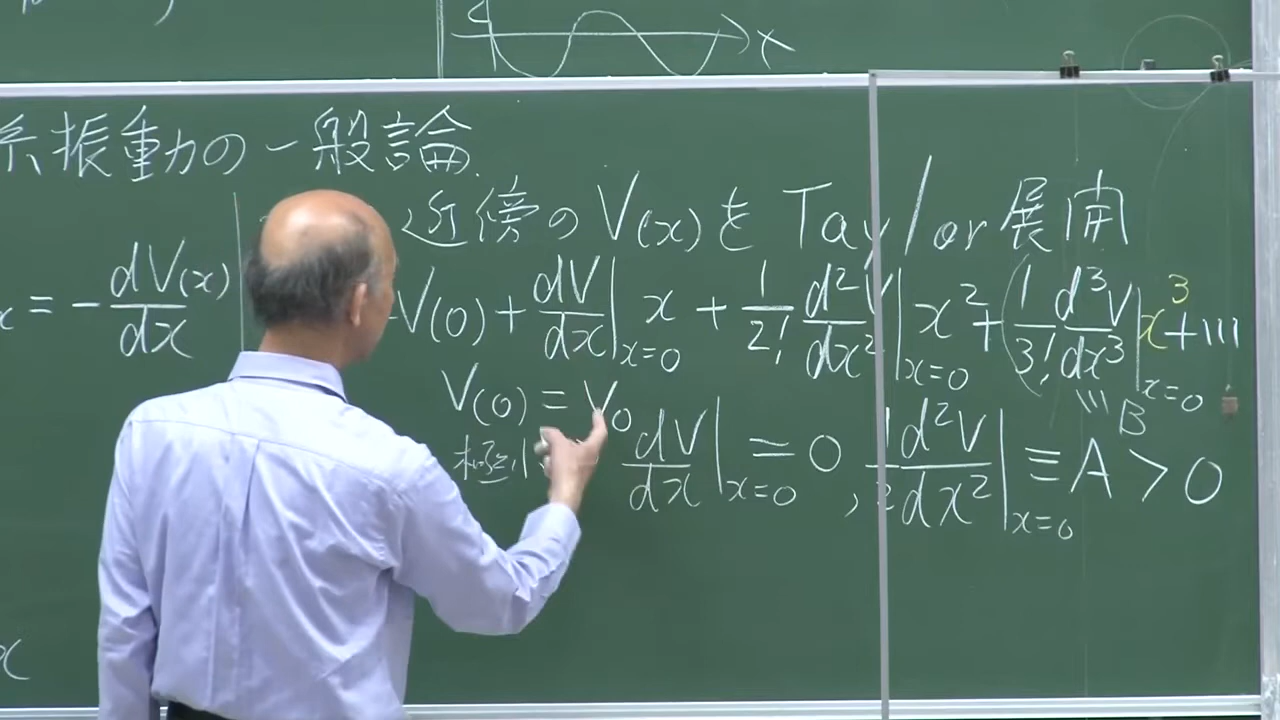 x
系振動の一般論
近傍のV(x)をTaylor展開
x = -dV(x)/dx
V(0) + dV/dx|x=0 x + 1/2! d²V/dx²|x=0 x² + (1/3! d³V/dx³|x=0 x³ + ...
V(0) = V0
B
極小 dV/dx|x=0 = 0, 1/2 d²V/dx²|x=0 ≡ A > 0
x